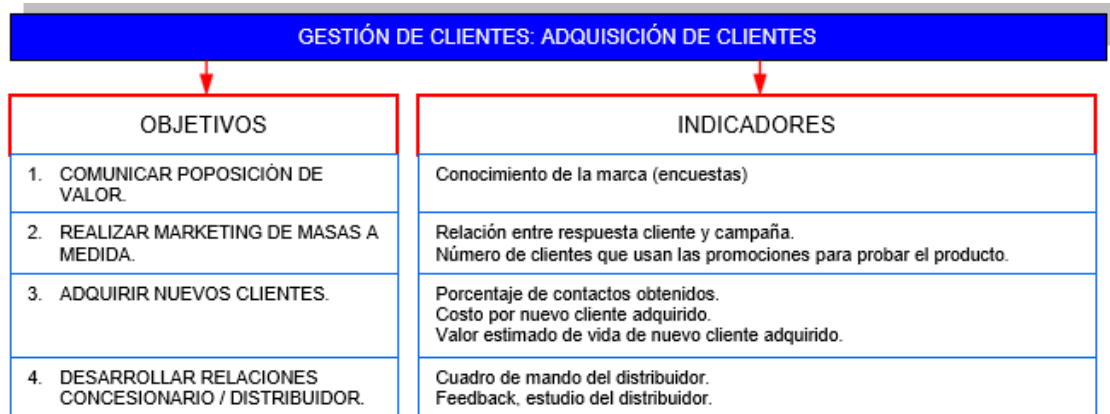 GESTIÓN DE CLIENTES: ADQUISICIÓN DE CLIENTES
OBJETIVOS
INDICADORES
1. COMUNICAR POPOSICIÓN DE
VALOR.
Conocimiento de la marca (encuestas)
2. REALIZAR MARKETING DE MASAS A
MEDIDA.
Relación entre respuesta cliente y campaña.
Número de clientes que usan las promociones para probar el producto.
3. ADQUIRIR NUEVOS CLIENTES.
Porcentaje de contactos obtenidos.
Costo por nuevo cliente adquirido.
Valor estimado de vida de nuevo cliente adquirido.
4. DESARROLLAR RELACIONES
CONCESIONARIO / DISTRIBUIDOR.
Cuadro de mando del distribuidor.
Feedback, estudio del distribuidor.